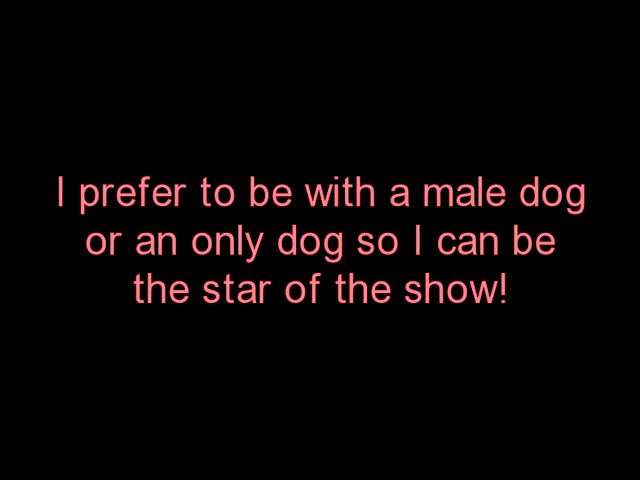 I prefer to be with a male dog
or an only dog so I can be
the star of the show!